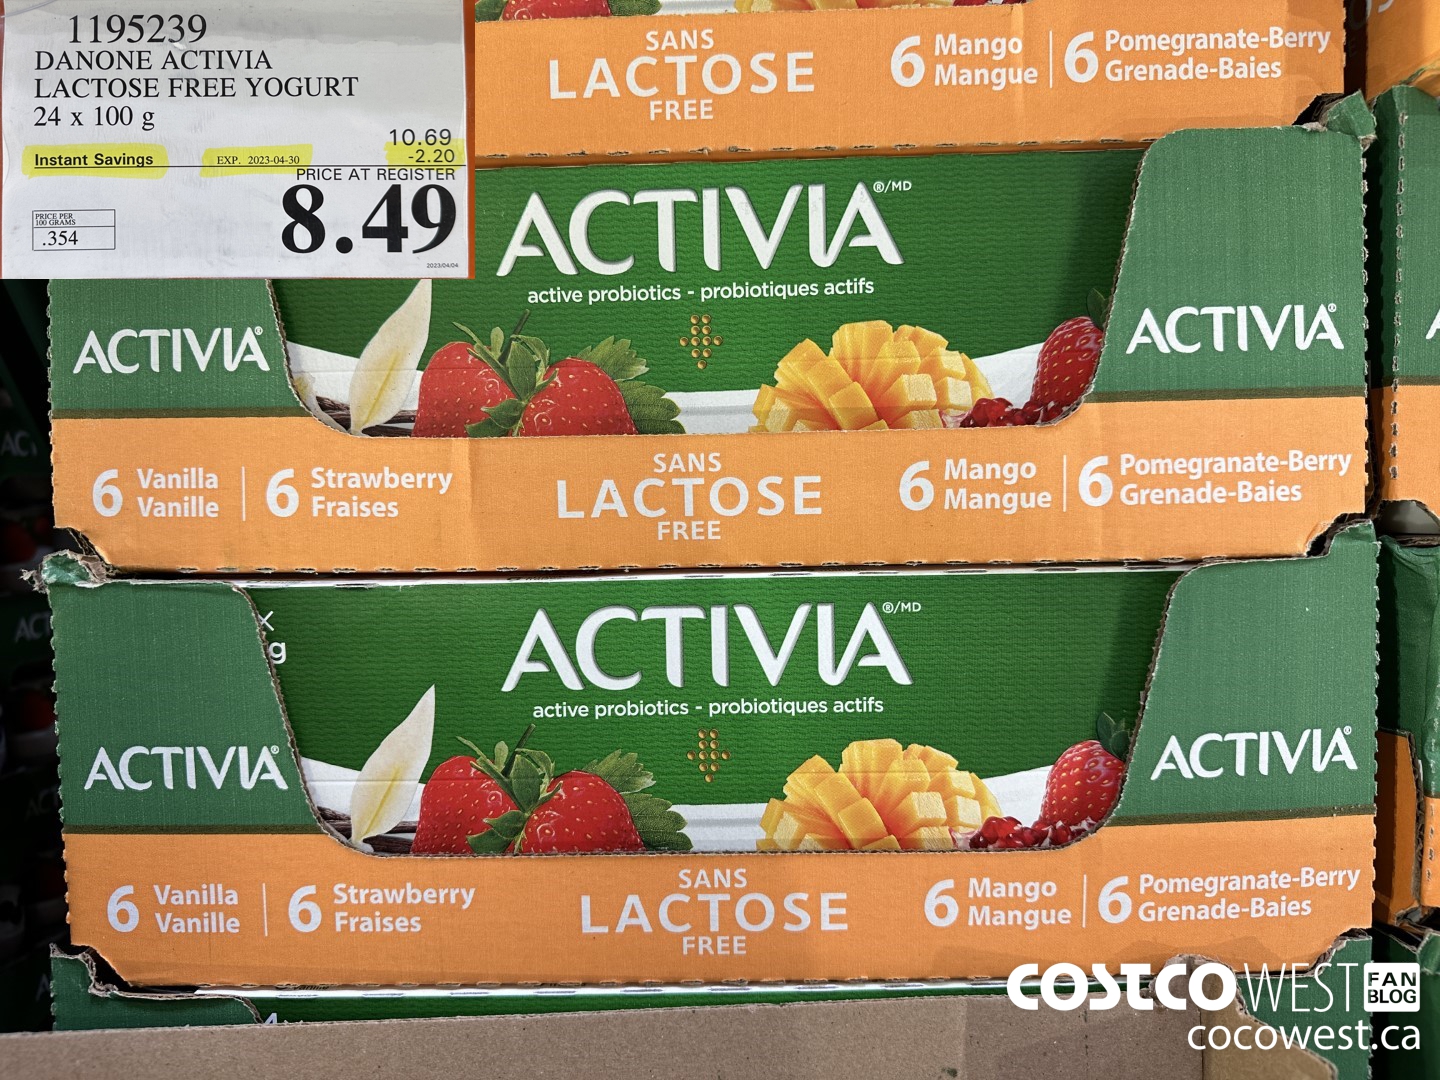 1195239
DANONE ACTIVIA
LACTOSE FREE YOGURT
24 x 100 g
10.69
Instant Savings EXP. 2023-04-30 -2.20
PRICE AT REGISTER
8.49
PRICE PER
100 GRAMS
.354
2023/04/04
SANS
LACTOSE
FREE
6 Mango
Mangue
6 Pomegranate-Berry
Grenade-Baies
ACTIVIA®/MD
active probiotics - probiotiques actifs
ACTIVIA®
ACTIVIA®
6 Vanilla
Vanille
6 Strawberry
Fraises
SANS
LACTOSE
FREE
6 Mango
Mangue
6 Pomegranate-Berry
Grenade-Baies
x
g
ACTIVIA®/MD
active probiotics - probiotiques actifs
ACTIVIA®
ACTIVIA®
6 Vanilla
Vanille
6 Strawberry
Fraises
SANS
LACTOSE
FREE
6 Mango
Mangue
6 Pomegranate-Berry
Grenade-Baies
COSTCO WEST FAN BLOG
cocowest.ca